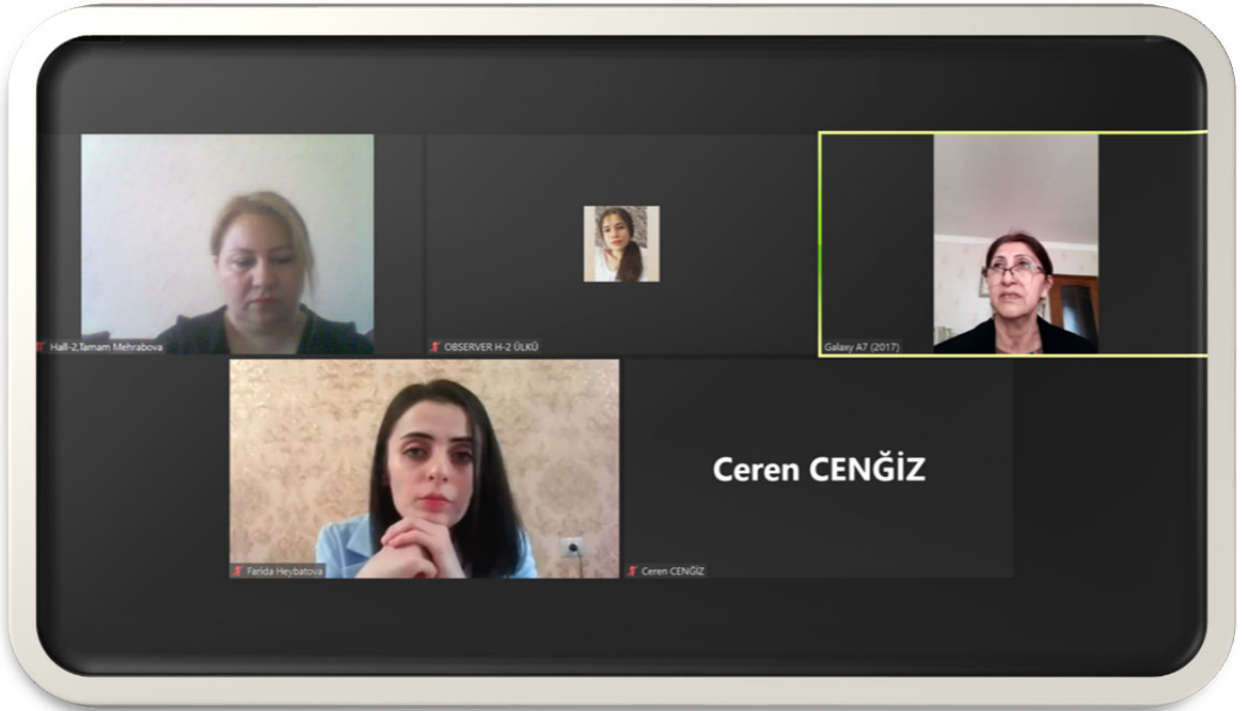 Hall-2,Tamam Mehrabova
OBSERVER H-2 ÜLKÜ
Galaxy A7 (2017)
Farida Heybatova
Ceren CENĞİZ
Ceren CENĞİZ